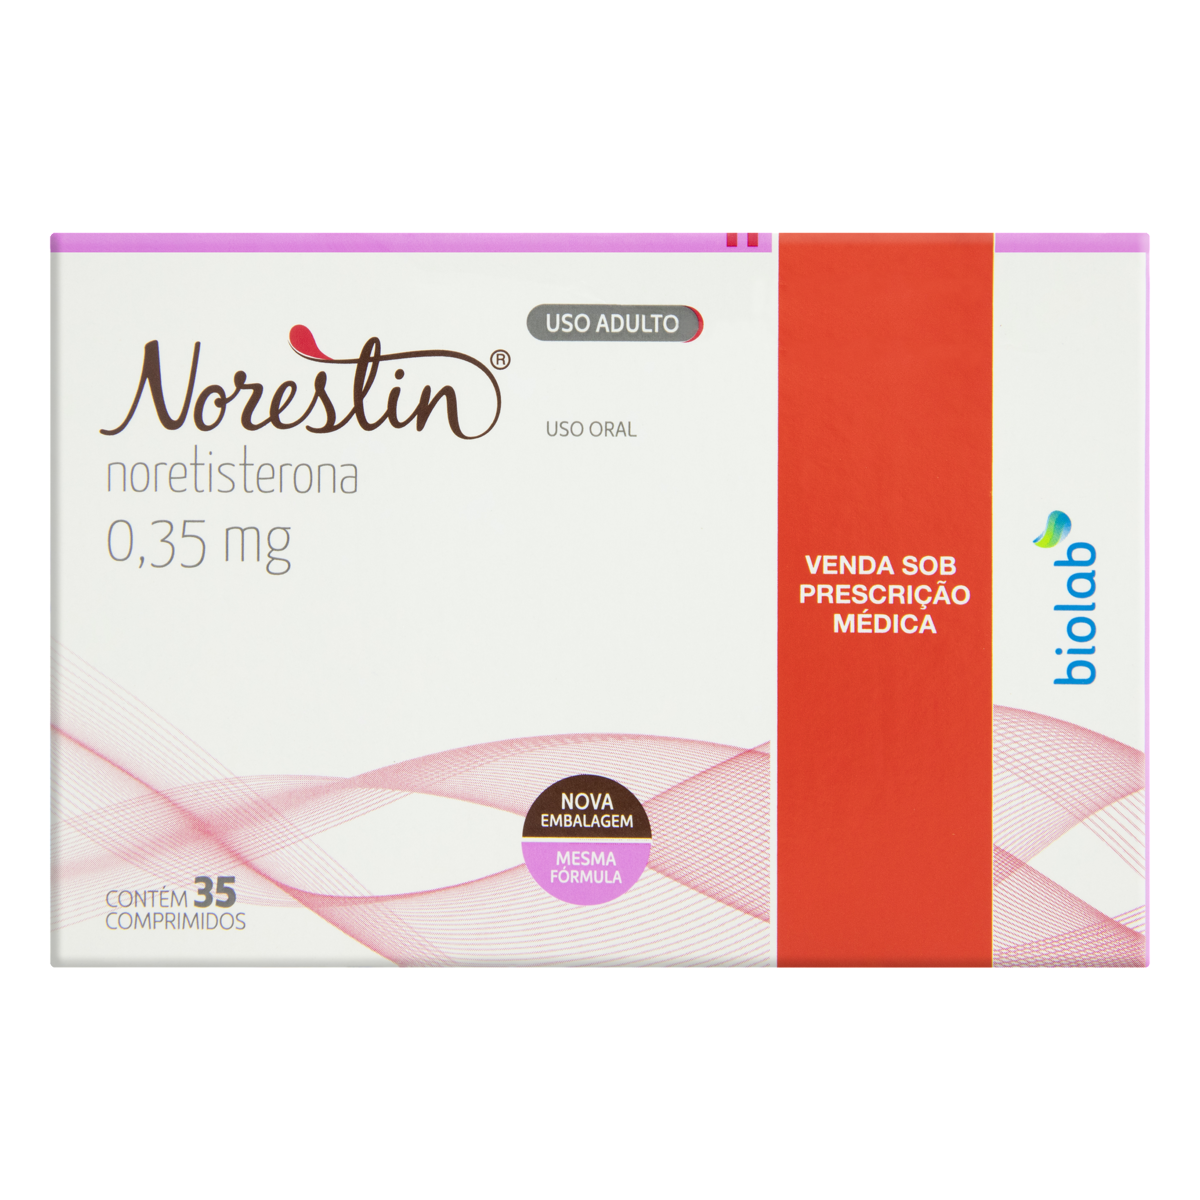 USO ADULTO
Norestin®
USO ORAL
noretisterona
0,35 mg
VENDA SOB
PRESCRIÇÃO
MÉDICA
biolab
NOVA
EMBALAGEM
MESMA
FÓRMULA
CONTÉM 35
COMPRIMIDOS